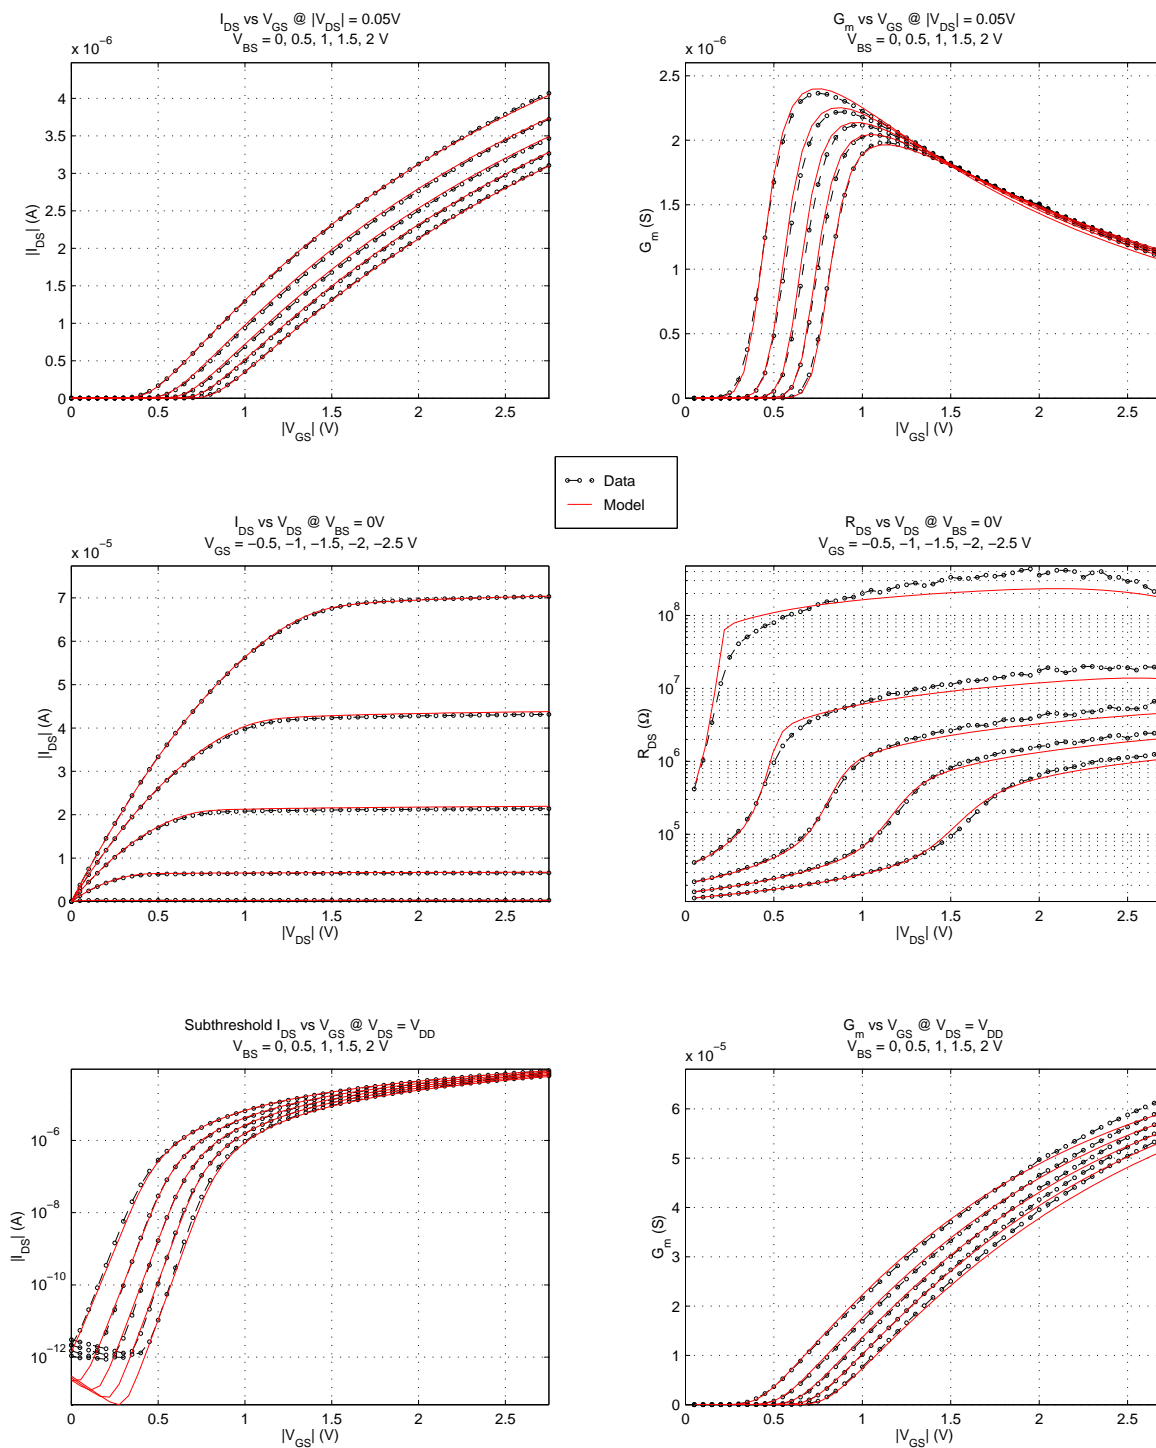 I_DS vs V_GS @ |V_DS| = 0.05V
V_BS = 0, 0.5, 1, 1.5, 2 V
x 10^−6
4
3.5
3
2.5
2
1.5
1
0.5
0
|I_DS| (A)
0 0.5 1 1.5 2 2.5
|V_GS| (V)
G_m vs V_GS @ |V_DS| = 0.05V
V_BS = 0, 0.5, 1, 1.5, 2 V
x 10^−6
2.5
2
1.5
1
0.5
0
G_m (S)
0 0.5 1 1.5 2 2.5
|V_GS| (V)
Data
Model
I_DS vs V_DS @ V_BS = 0V
V_GS = −0.5, −1, −1.5, −2, −2.5 V
x 10^−5
7
6
5
4
3
2
1
0
|I_DS| (A)
0 0.5 1 1.5 2 2.5
|V_DS| (V)
R_DS vs V_DS @ V_BS = 0V
V_GS = −0.5, −1, −1.5, −2, −2.5 V
10^8
10^7
10^6
10^5
R_DS (Ω)
0 0.5 1 1.5 2 2.5
|V_DS| (V)
Subthreshold I_DS vs V_GS @ V_DS = V_DD
V_BS = 0, 0.5, 1, 1.5, 2 V
10^−6
10^−8
10^−10
10^−12
|I_DS| (A)
0 0.5 1 1.5 2 2.5
|V_GS| (V)
G_m vs V_GS @ V_DS = V_DD
V_BS = 0, 0.5, 1, 1.5, 2 V
x 10^−5
6
5
4
3
2
1
0
G_m (S)
0 0.5 1 1.5 2 2.5
|V_GS| (V)